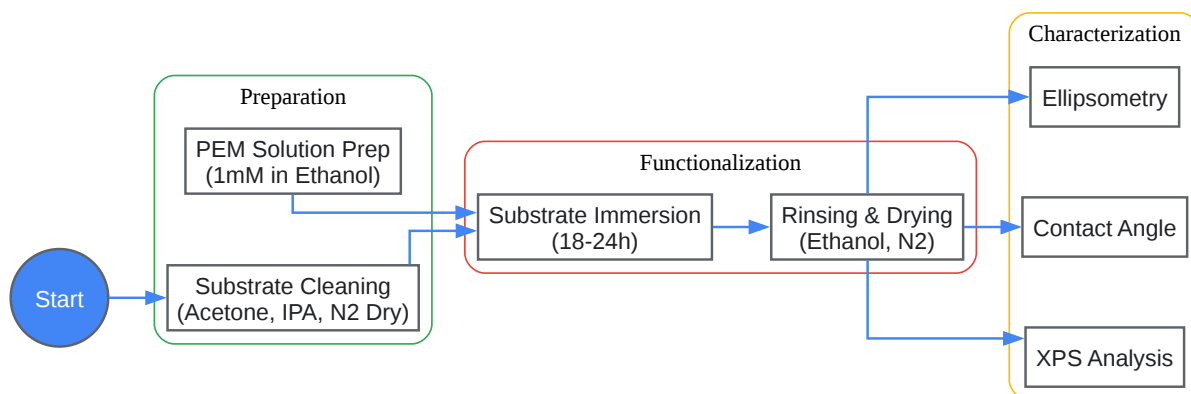 Start
Preparation
PEM Solution Prep
(1mM in Ethanol)
Substrate Cleaning
(Acetone, IPA, N2 Dry)
Functionalization
Substrate Immersion
(18-24h)
Rinsing & Drying
(Ethanol, N2)
Characterization
Ellipsometry
Contact Angle
XPS Analysis